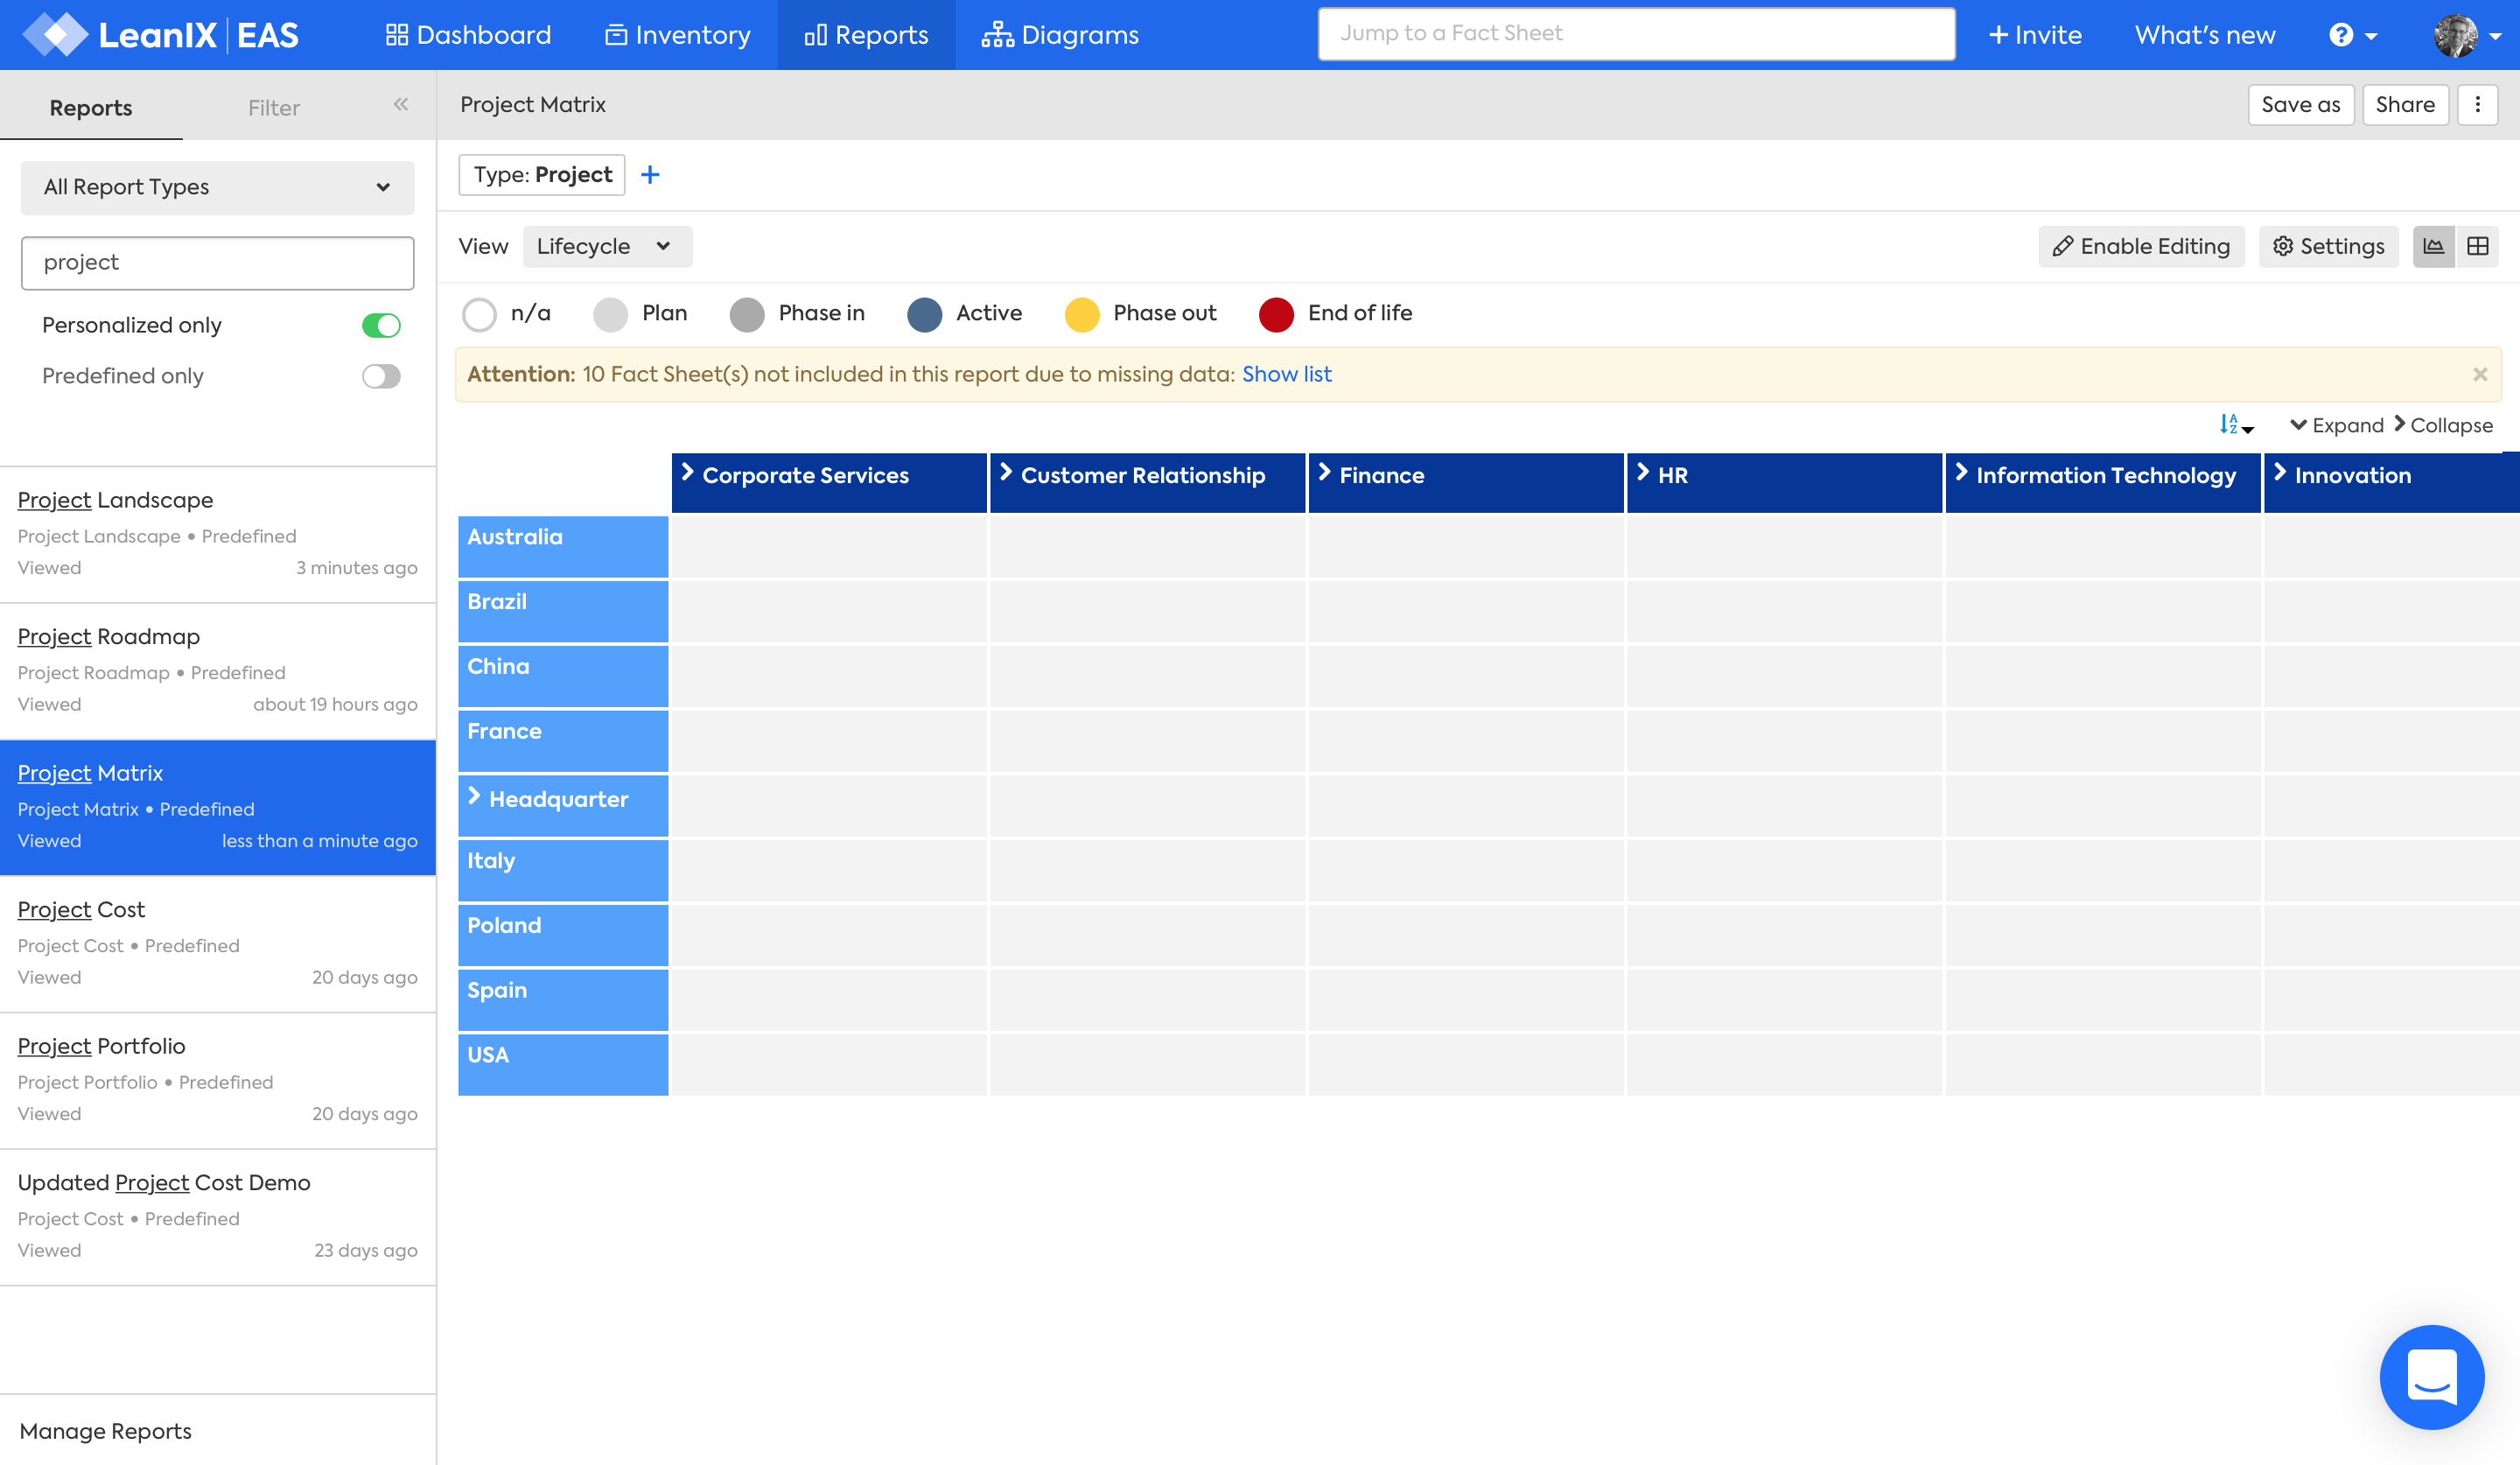 LeanIX EAS Dashboard Inventory Reports Diagrams Jump to a Fact Sheet + Invite What's new ?
Reports Filter «
Project Matrix Save as Share
All Report Types
project
Personalized only
Predefined only
Type: Project +
View Lifecycle Enable Editing Settings
n/a Plan Phase in Active Phase out End of life
Attention: 10 Fact Sheet(s) not included in this report due to missing data: Show list ×
A Z Expand Collapse
Project Landscape
Project Landscape • Predefined
Viewed 3 minutes ago
Project Roadmap
Project Roadmap • Predefined
Viewed about 19 hours ago
Project Matrix
Project Matrix • Predefined
Viewed less than a minute ago
Project Cost
Project Cost • Predefined
Viewed 20 days ago
Project Portfolio
Project Portfolio • Predefined
Viewed 20 days ago
Updated Project Cost Demo
Project Cost • Predefined
Viewed 23 days ago
Manage Reports
Corporate Services Customer Relationship Finance HR Information Technology Innovation
Australia
Brazil
China
France
Headquarter
Italy
Poland
Spain
USA